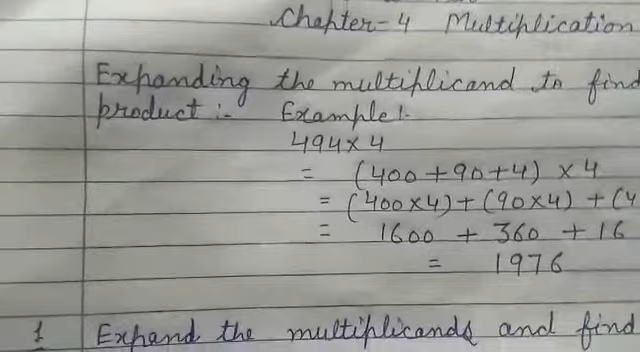 Chapter-4 Multiplication
Expanding the multiplicand to find
product :- Example :-
494×4
= (400+90+4) × 4
= (400×4)+(90×4) + (4
= 1600 + 360 + 16
= 1976
1 Expand the multiplicands and find